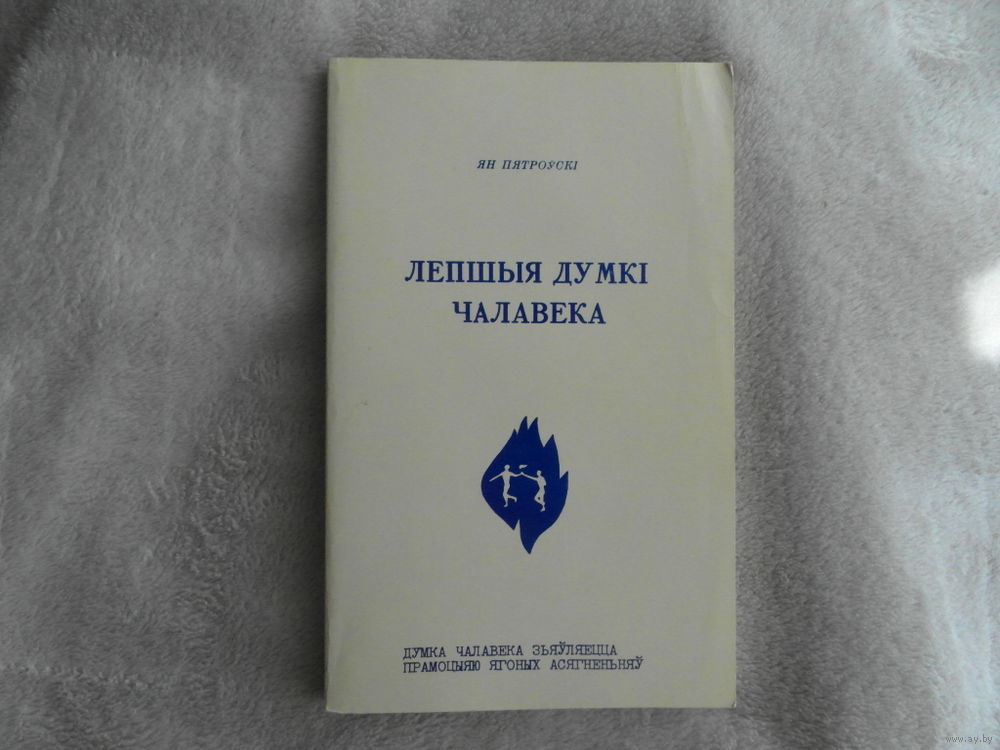 ЯН ПЯТРОЎСКІ
ЛЕПШЫЯ ДУМКІ
ЧАЛАВЕКА
ДУМКА ЧАЛАВЕКА ЗЬЯЎЛЯЕЦЦА
ПРАМОЦЫЯЮ ЯГОНЫХ АСЯГНЕНЬНЯЎ
www.ay.by